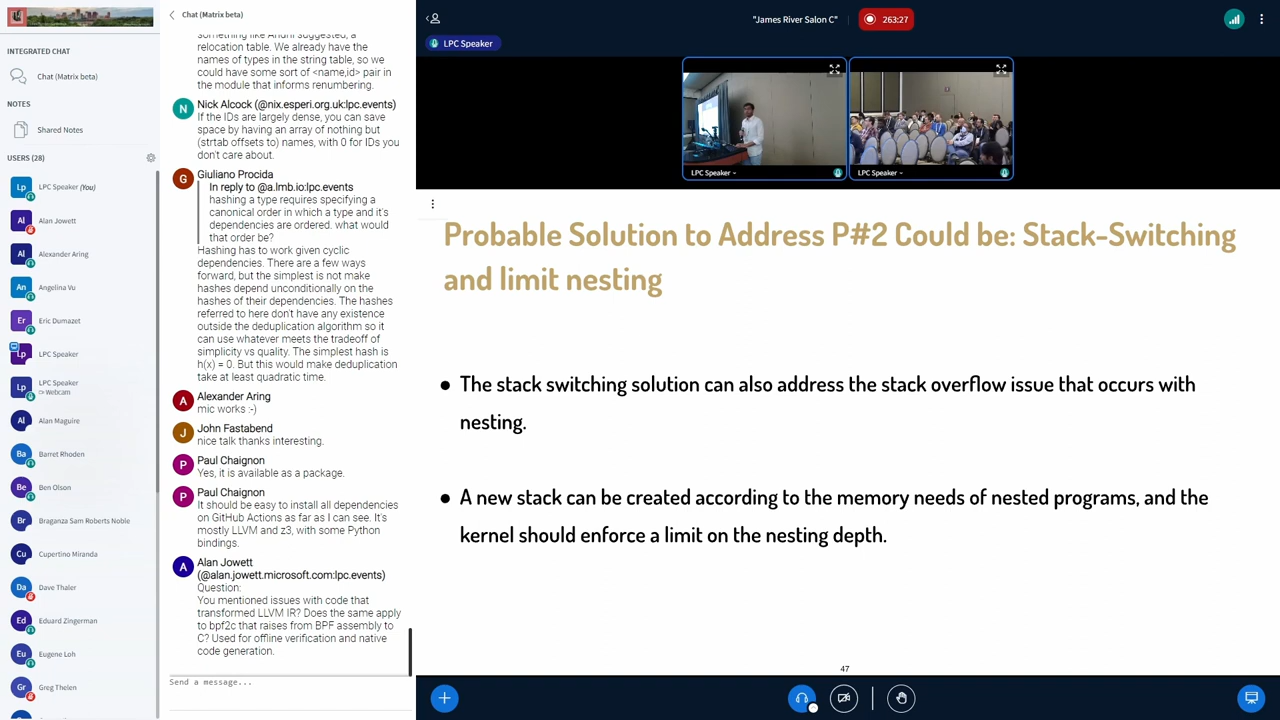 INTEGRATED CHAT
Chat (Matrix beta)
NOTES
Shared Notes
USERS (28)
Lp LPC Speaker (You)
Al Alan Jowett
Al Alexander Aring
An Angelina Vu
Er Eric Dumazet
Lp LPC Speaker
Lp LPC Speaker
Webcam
Al Alan Maguire
Ba Barret Rhoden
Be Ben Olson
Br Braganza Sam Roberts Noble
Cu Cupertino Miranda
Da Dave Thaler
Ed Eduard Zingerman
Eu Eugene Loh
Gr Greg Thelen
Chat (Matrix beta)
something like Andrii suggested, a
relocation table. We already have the
names of types in the string table, so we
could have some sort of <name,id> pair in
the module that informs renumbering.
N Nick Alcock (@nix.esperi.org.uk:lpc.events)
If the IDs are largely dense, you can save
space by having an array of nothing but
(strtab offsets to) names, with 0 for IDs you
don't care about.
G Giuliano Procida
In reply to @a.lmb.io:lpc.events
hashing a type requires specifying a
canonical order in which a type and it's
dependencies are ordered. what would
that order be?
Hashing has to work given cyclic
dependencies. There are a few ways
forward, but the simplest is not make
hashes depend unconditionally on the
hashes of their dependencies. The hashes
referred to here don't have any existence
outside the deduplication algorithm so it
can use whatever meets the tradeoff of
simplicity vs quality. The simplest hash is
h(x) = 0. But this would make deduplication
take at least quadratic time.
A Alexander Aring
mic works :-)
J John Fastabend
nice talk thanks interesting.
P Paul Chaignon
Yes, it is available as a package.
P Paul Chaignon
It should be easy to install all dependencies
on GitHub Actions as far as I can see. It's
mostly LLVM and z3, with some Python
bindings.
A Alan Jowett
(@alan.jowett.microsoft.com:lpc.events)
Question:
You mentioned issues with code that
transformed LLVM IR? Does the same apply
to bpf2c that raises from BPF assembly to
C? Used for offline verification and native
code generation.
Send a message...
"James River Salon C"
263:27
LPC Speaker
LPC Speaker
LPC Speaker
Probable Solution to Address P#2 Could be: Stack-Switching
and limit nesting
● The stack switching solution can also address the stack overflow issue that occurs with
nesting.
● A new stack can be created according to the memory needs of nested programs, and the
kernel should enforce a limit on the nesting depth.
47